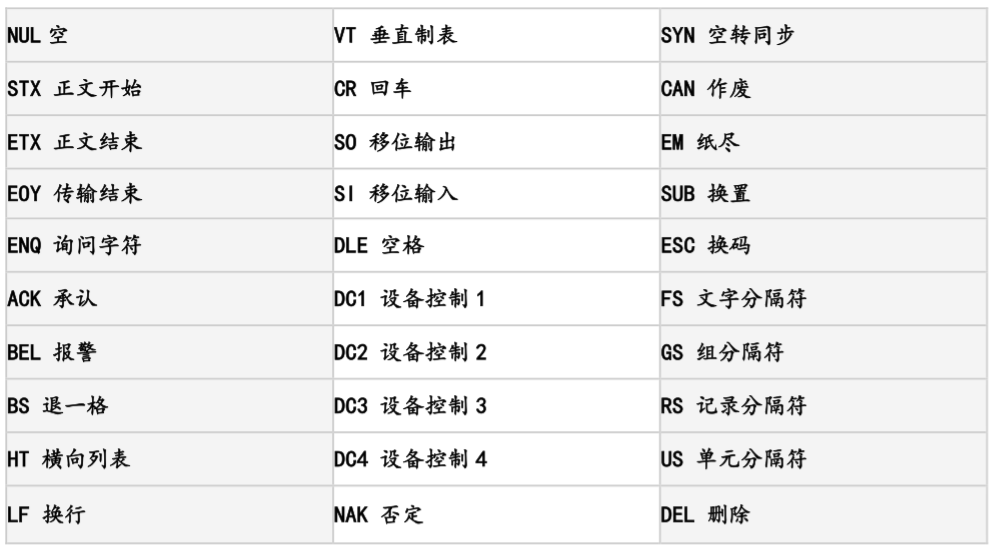 NUL 空 VT 垂直制表 SYN 空转同步
STX 正文开始 CR 回车 CAN 作废
ETX 正文结束 SO 移位输出 EM 纸尽
EOY 传输结束 SI 移位输入 SUB 换置
ENQ 询问字符 DLE 空格 ESC 换码
ACK 承认 DC1 设备控制 1 FS 文字分隔符
BEL 报警 DC2 设备控制 2 GS 组分隔符
BS 退一格 DC3 设备控制 3 RS 记录分隔符
HT 横向列表 DC4 设备控制 4 US 单元分隔符
LF 换行 NAK 否定 DEL 删除